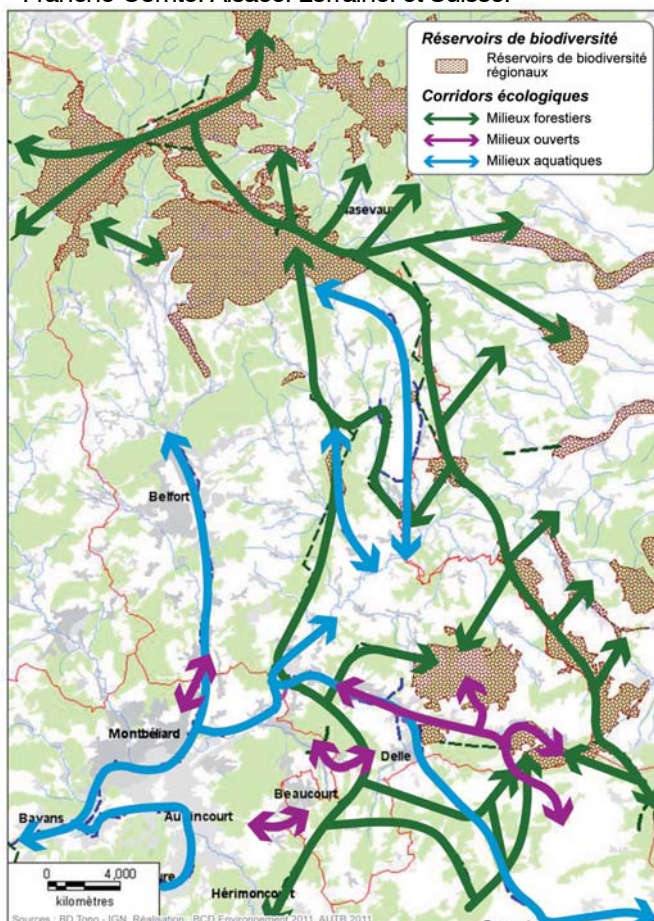 Franche-Comté, Alsace, Lorraine, et Suisse.
Réservoirs de biodiversité
Réservoirs de biodiversité
régionaux
Corridors écologiques
Milieux forestiers
Milieux ouverts
Milieux aquatiques
Belfort
Montbéliard
Delle
Beaucourt
Bavans
0 4,000
kilomètres
Sources : BD Topo - IGN. Réalisation : BCD Environnement 2011, AUTB 2011